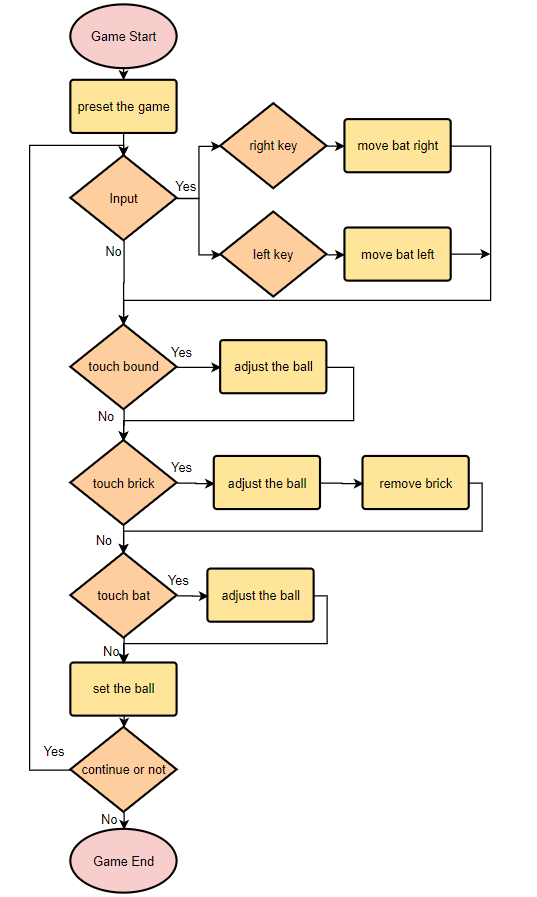 Game Start
preset the game
right key
move bat right
Yes
Input
No
left key
move bat left
touch bound
Yes
adjust the ball
No
touch brick
Yes
adjust the ball
remove brick
No
touch bat
Yes
adjust the ball
No
set the ball
Yes
continue or not
No
Game End